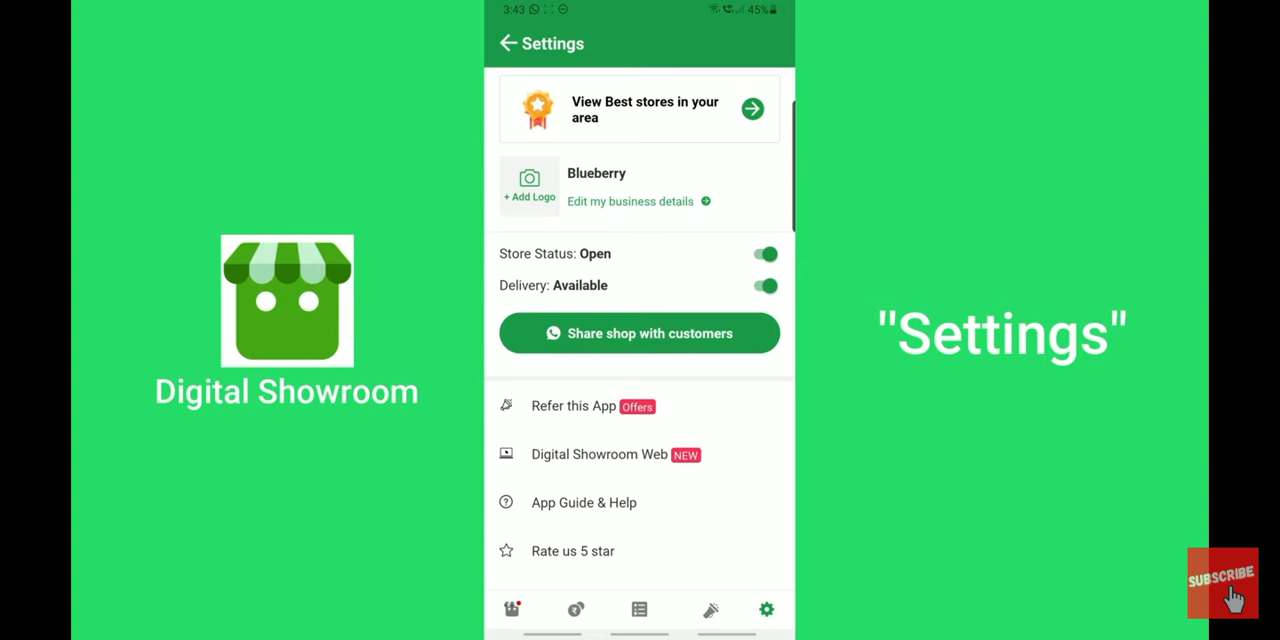 3:43
45%
Settings
View Best stores in your
area
+ Add Logo
Blueberry
Edit my business details
Store Status: Open
Delivery: Available
Share shop with customers
Refer this App Offers
Digital Showroom Web NEW
App Guide & Help
Rate us 5 star
Digital Showroom
"Settings"
SUBSCRIBE